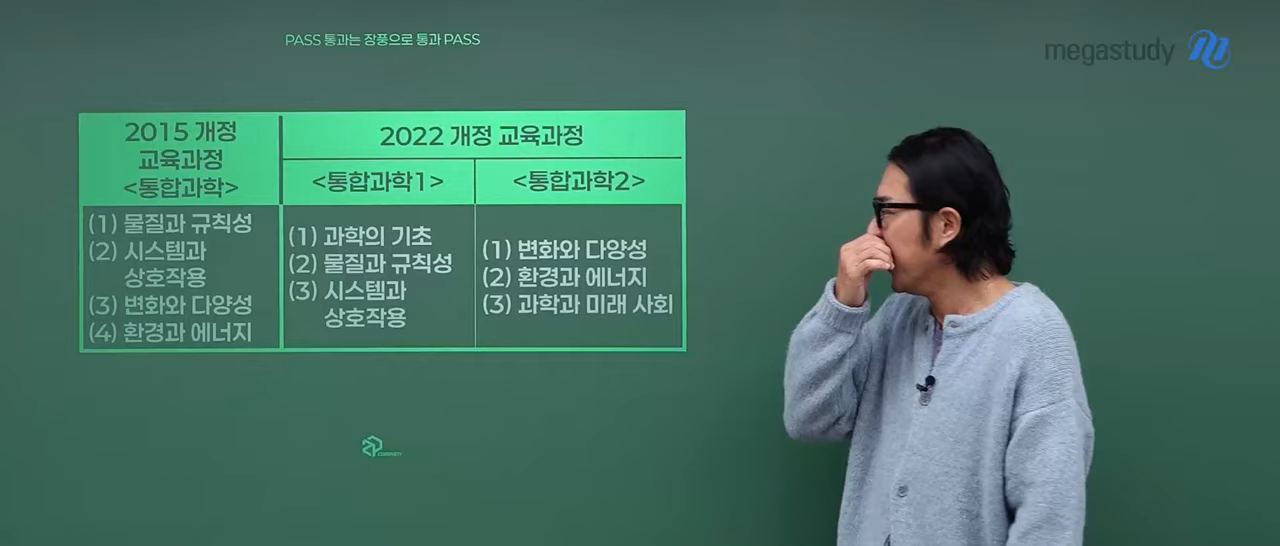 PASS 통과는 장풍으로 통과 PASS
megastudy
2015 개정
교육과정
<통합과학>
2022 개정 교육과정
<통합과학1>
<통합과학2>
(1) 물질과 규칙성
(2) 시스템과
상호작용
(3) 변화와 다양성
(4) 환경과 에너지
(1) 과학의 기초
(2) 물질과 규칙성
(3) 시스템과
상호작용
(1) 변화와 다양성
(2) 환경과 에너지
(3) 과학과 미래 사회